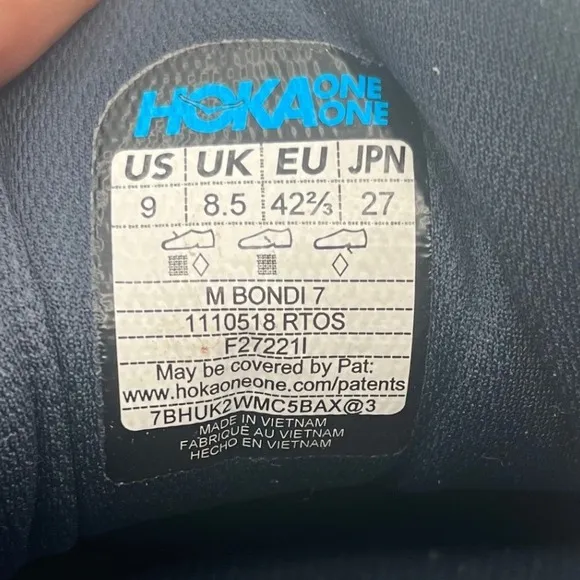 HOKA ONE ONE
US UK EU JPN
9 8.5 42⅔ 27
M BONDI 7
1110518 RTOS
F27221I
May be covered by Pat:
www.hokaoneone.com/patents
7BHUK2WMC5BAX@3
MADE IN VIETNAM
FABRIQUÉ AU VIETNAM
HECHO EN VIETNAM